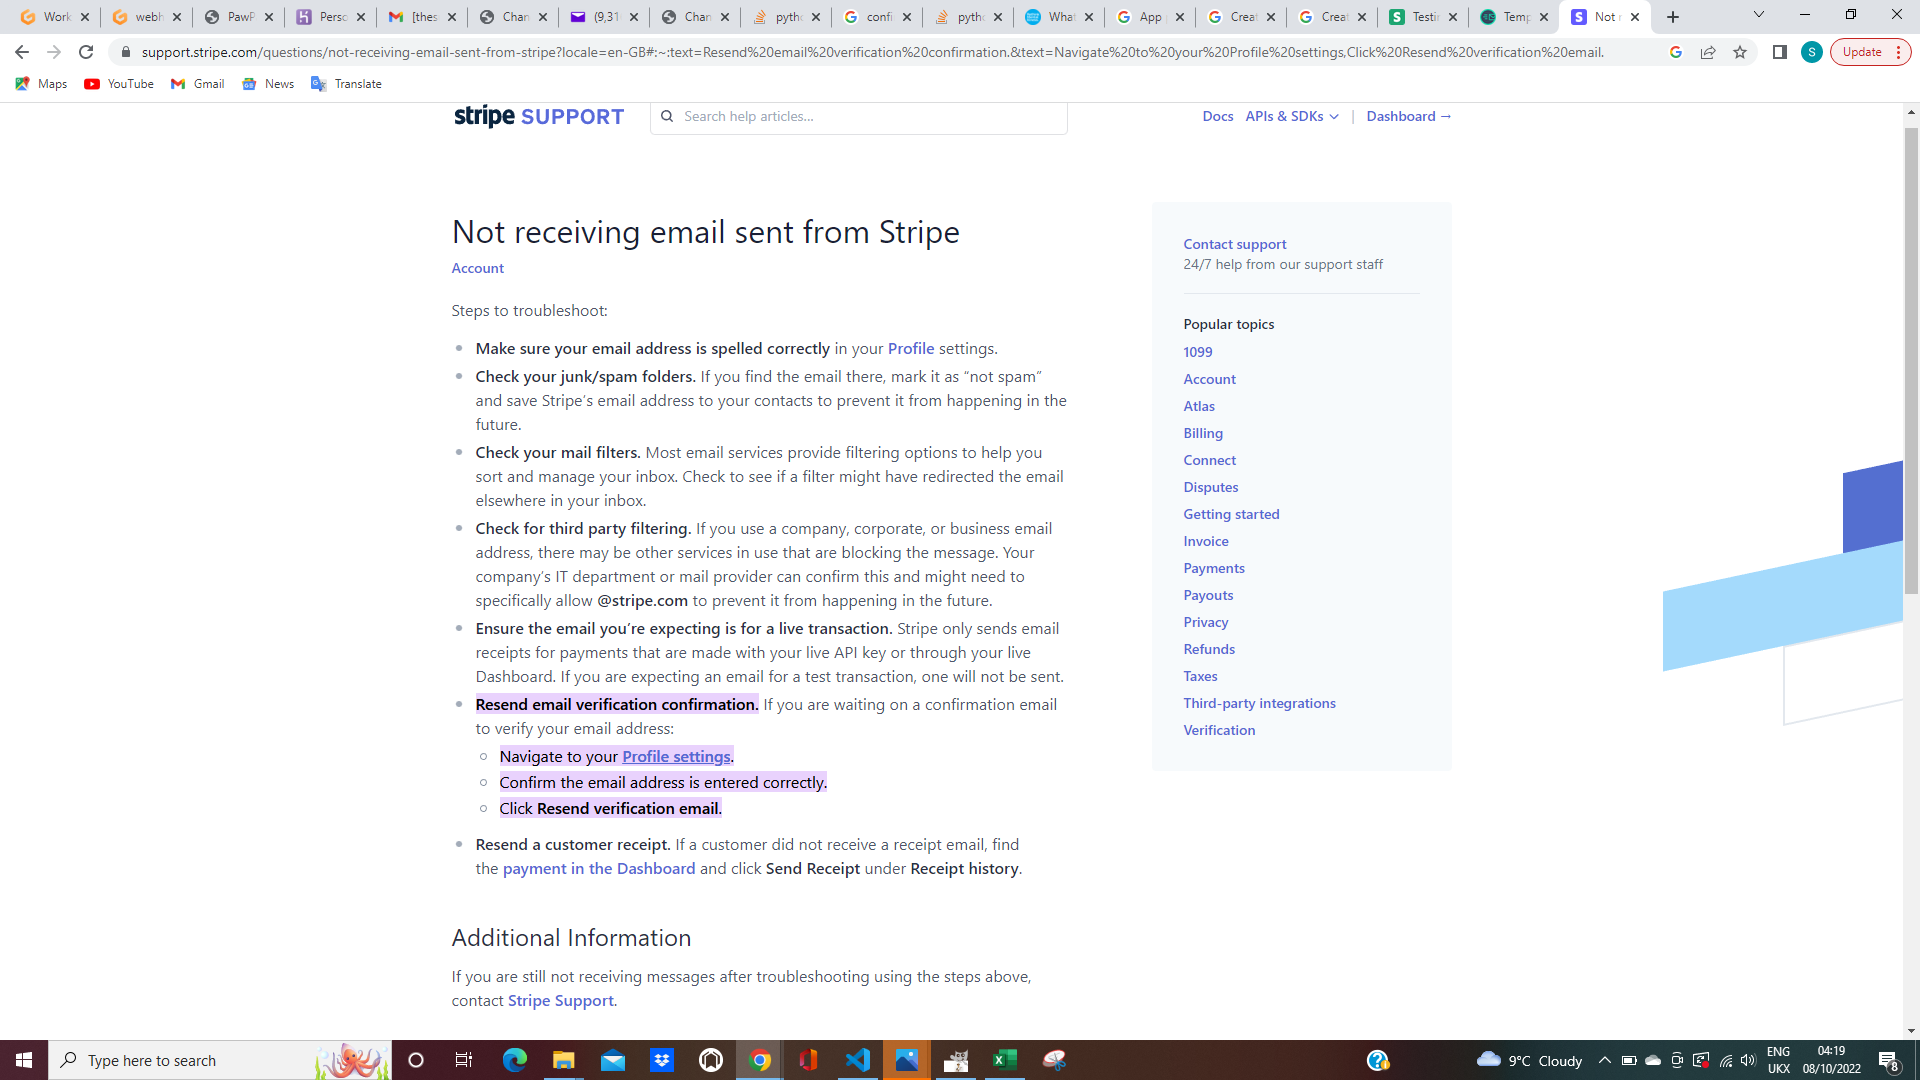 Work
webh
PawP
Perso
[thes
Chan
(9,31
Chan
pytho
confi
pytho
What
App
Creat
Creat
Testin
Temp
Not r
support.stripe.com/questions/not-receiving-email-sent-from-stripe?locale=en-GB#:~:text=Resend%20email%20verification%20confirmation.&text=Navigate%20to%20your%20Profile%20settings,Click%20Resend%20verification%20email.
S
Update
Maps
YouTube
Gmail
News
Translate
stripe SUPPORT
Search help articles...
Docs
APIs & SDKs
|
Dashboard →
Not receiving email sent from Stripe
Account
Steps to troubleshoot:
Make sure your email address is spelled correctly in your Profile settings.
Check your junk/spam folders. If you find the email there, mark it as “not spam”
and save Stripe’s email address to your contacts to prevent it from happening in the
future.
Check your mail filters. Most email services provide filtering options to help you
sort and manage your inbox. Check to see if a filter might have redirected the email
elsewhere in your inbox.
Check for third party filtering. If you use a company, corporate, or business email
address, there may be other services in use that are blocking the message. Your
company’s IT department or mail provider can confirm this and might need to
specifically allow @stripe.com to prevent it from happening in the future.
Ensure the email you’re expecting is for a live transaction. Stripe only sends email
receipts for payments that are made with your live API key or through your live
Dashboard. If you are expecting an email for a test transaction, one will not be sent.
Resend email verification confirmation. If you are waiting on a confirmation email
to verify your email address:
Navigate to your Profile settings.
Confirm the email address is entered correctly.
Click Resend verification email.
Resend a customer receipt. If a customer did not receive a receipt email, find
the payment in the Dashboard and click Send Receipt under Receipt history.
Additional Information
If you are still not receiving messages after troubleshooting using the steps above,
contact Stripe Support.
Contact support
24/7 help from our support staff
Popular topics
1099
Account
Atlas
Billing
Connect
Disputes
Getting started
Invoice
Payments
Payouts
Privacy
Refunds
Taxes
Third-party integrations
Verification
Type here to search
9°C Cloudy
ENG
UKX
04:19
08/10/2022
8